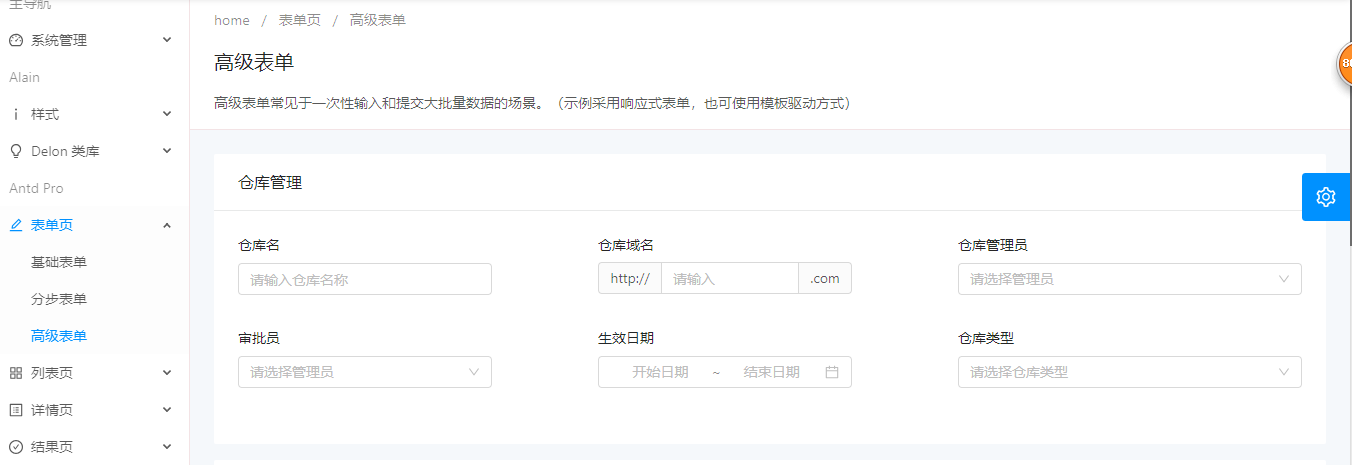 主导航
系统管理
Alain
样式
Delon 类库
Antd Pro
表单页
基础表单
分步表单
高级表单
列表页
详情页
结果页
home / 表单页 / 高级表单
高级表单
高级表单常见于一次性输入和提交大批量数据的场景。（示例采用响应式表单，也可使用模板驱动方式）
仓库管理
仓库名
请输入仓库名称
仓库域名
http:// 请输入 .com
仓库管理员
请选择管理员
审批员
请选择管理员
生效日期
开始日期 ~ 结束日期
仓库类型
请选择仓库类型